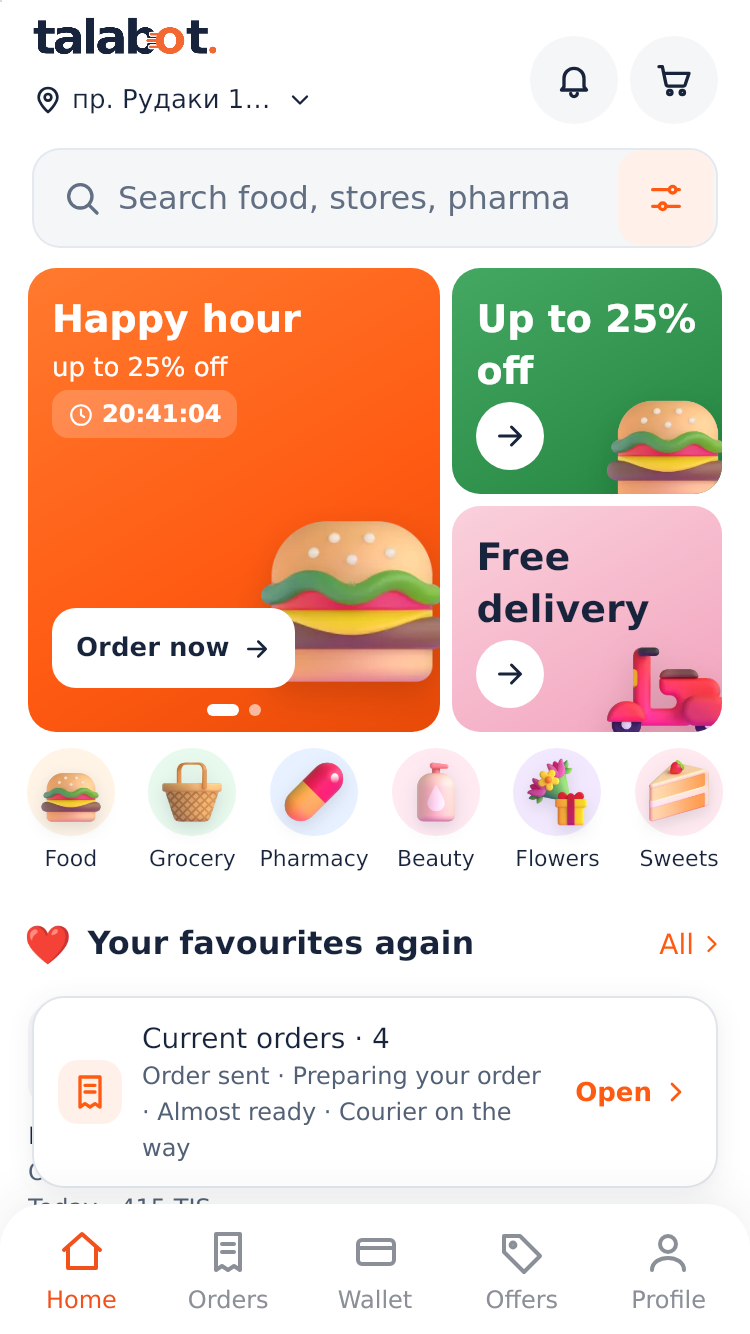 talabot.
пр. Рудаки 1...
Search food, stores, pharma
Happy hour
up to 25% off
20:41:04
Order now
Up to 25%
off
Free
delivery
Food
Grocery
Pharmacy
Beauty
Flowers
Sweets
Your favourites again
All
Current orders · 4
Order sent · Preparing your order
· Almost ready · Courier on the
way
Open
Home
Orders
Wallet
Offers
Profile